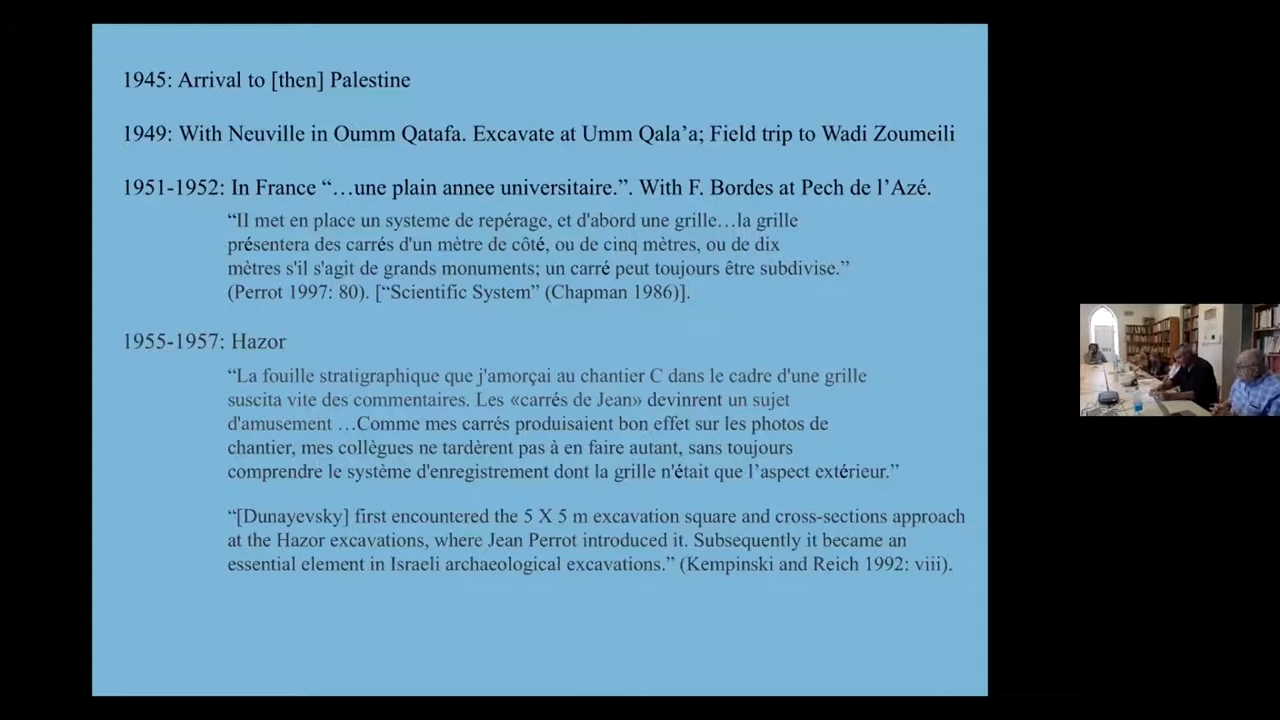 1945: Arrival to [then] Palestine
1949: With Neuville in Oumm Qatafa. Excavate at Umm Qala’a; Field trip to Wadi Zoumeili
1951-1952: In France “…une plain annee universitaire.”. With F. Bordes at Pech de l’Azé.
“Il met en place un systeme de repérage, et d'abord une grille…la grille
présentera des carrés d'un mètre de côté, ou de cinq mètres, ou de dix
mètres s'il s'agit de grands monuments; un carré peut toujours être subdivise.”
(Perrot 1997: 80). [“Scientific System” (Chapman 1986)].
1955-1957: Hazor
“La fouille stratigraphique que j'amorçai au chantier C dans le cadre d'une grille
suscita vite des commentaires. Les «carrés de Jean» devinrent un sujet
d'amusement …Comme mes carrés produisaient bon effet sur les photos de
chantier, mes collègues ne tardèrent pas à en faire autant, sans toujours
comprendre le système d'enregistrement dont la grille n'était que l’aspect extérieur.”
“[Dunayevsky] first encountered the 5 X 5 m excavation square and cross-sections approach
at the Hazor excavations, where Jean Perrot introduced it. Subsequently it became an
essential element in Israeli archaeological excavations.” (Kempinski and Reich 1992: viii).